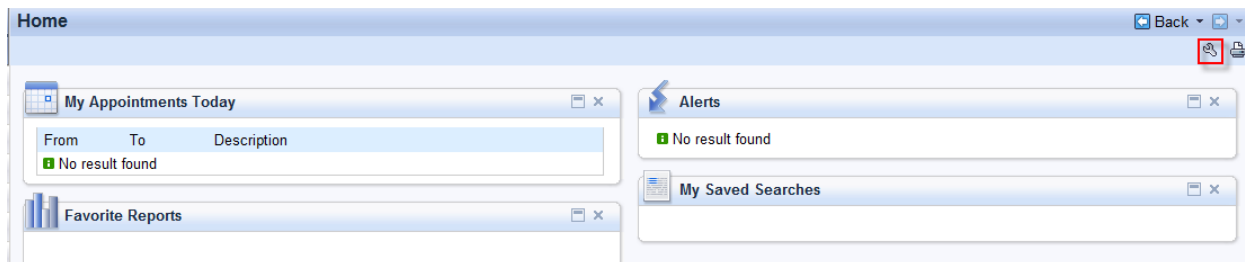 Home
Back
My Appointments Today
From To Description
No result found
Favorite Reports
Alerts
No result found
My Saved Searches